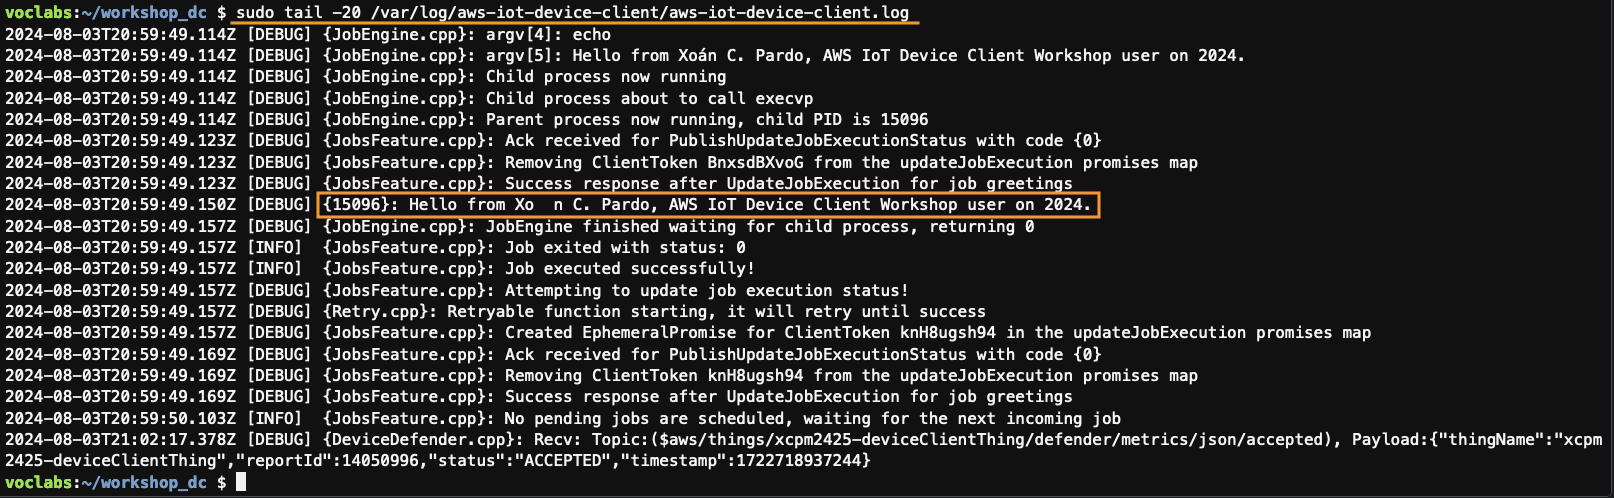 voclabs:~/workshop_dc $ sudo tail -20 /var/log/aws-iot-device-client/aws-iot-device-client.log
2024-08-03T20:59:49.114Z [DEBUG] {JobEngine.cpp}: argv[4]: echo
2024-08-03T20:59:49.114Z [DEBUG] {JobEngine.cpp}: argv[5]: Hello from Xoán C. Pardo, AWS IoT Device Client Workshop user on 2024.
2024-08-03T20:59:49.114Z [DEBUG] {JobEngine.cpp}: Child process now running
2024-08-03T20:59:49.114Z [DEBUG] {JobEngine.cpp}: Child process about to call execvp
2024-08-03T20:59:49.114Z [DEBUG] {JobEngine.cpp}: Parent process now running, child PID is 15096
2024-08-03T20:59:49.123Z [DEBUG] {JobsFeature.cpp}: Ack received for PublishUpdateJobExecutionStatus with code {0}
2024-08-03T20:59:49.123Z [DEBUG] {JobsFeature.cpp}: Removing ClientToken BnxsdBXvoG from the updateJobExecution promises map
2024-08-03T20:59:49.123Z [DEBUG] {JobsFeature.cpp}: Success response after UpdateJobExecution for job greetings
2024-08-03T20:59:49.150Z [DEBUG] {15096}: Hello from Xo  n C. Pardo, AWS IoT Device Client Workshop user on 2024.
2024-08-03T20:59:49.157Z [DEBUG] {JobEngine.cpp}: JobEngine finished waiting for child process, returning 0
2024-08-03T20:59:49.157Z [INFO]  {JobsFeature.cpp}: Job exited with status: 0
2024-08-03T20:59:49.157Z [INFO]  {JobsFeature.cpp}: Job executed successfully!
2024-08-03T20:59:49.157Z [DEBUG] {JobsFeature.cpp}: Attempting to update job execution status!
2024-08-03T20:59:49.157Z [DEBUG] {Retry.cpp}: Retryable function starting, it will retry until success
2024-08-03T20:59:49.157Z [DEBUG] {JobsFeature.cpp}: Created EphemeralPromise for ClientToken knH8ugsh94 in the updateJobExecution promises map
2024-08-03T20:59:49.169Z [DEBUG] {JobsFeature.cpp}: Ack received for PublishUpdateJobExecutionStatus with code {0}
2024-08-03T20:59:49.169Z [DEBUG] {JobsFeature.cpp}: Removing ClientToken knH8ugsh94 from the updateJobExecution promises map
2024-08-03T20:59:49.169Z [DEBUG] {JobsFeature.cpp}: Success response after UpdateJobExecution for job greetings
2024-08-03T20:59:50.103Z [INFO]  {JobsFeature.cpp}: No pending jobs are scheduled, waiting for the next incoming job
2024-08-03T21:02:17.378Z [DEBUG] {DeviceDefender.cpp}: Recv: Topic:($aws/things/xcpm2425-deviceClientThing/defender/metrics/json/accepted), Payload:{"thingName":"xcpm
2425-deviceClientThing","reportId":14050996,"status":"ACCEPTED","timestamp":1722718937244}
voclabs:~/workshop_dc $